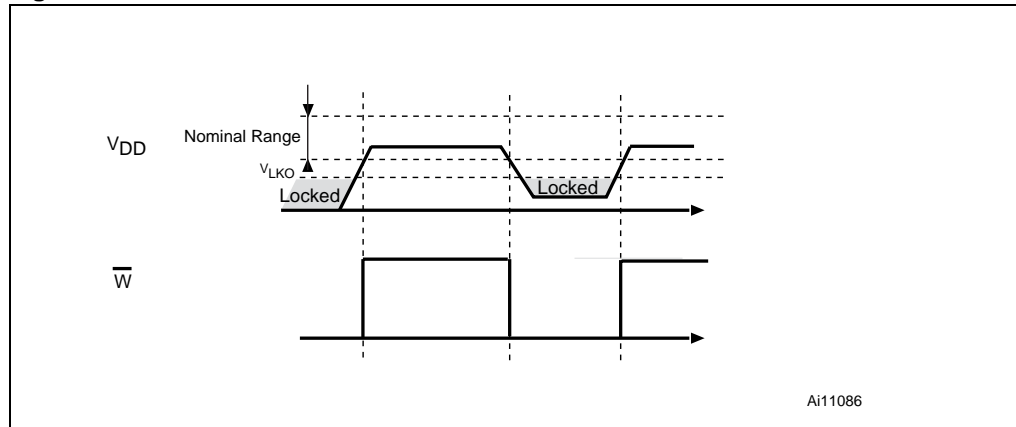 Nominal Range
VDD
VLKO
Locked
Locked
W
Ai11086